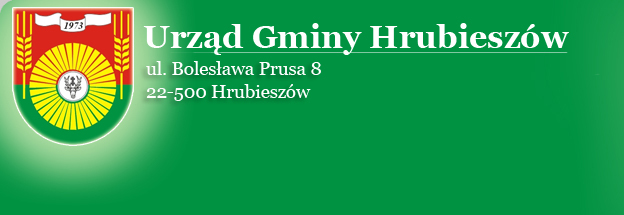 1973
Urząd Gminy Hrubieszów
ul. Bolesława Prusa 8
22-500 Hrubieszów